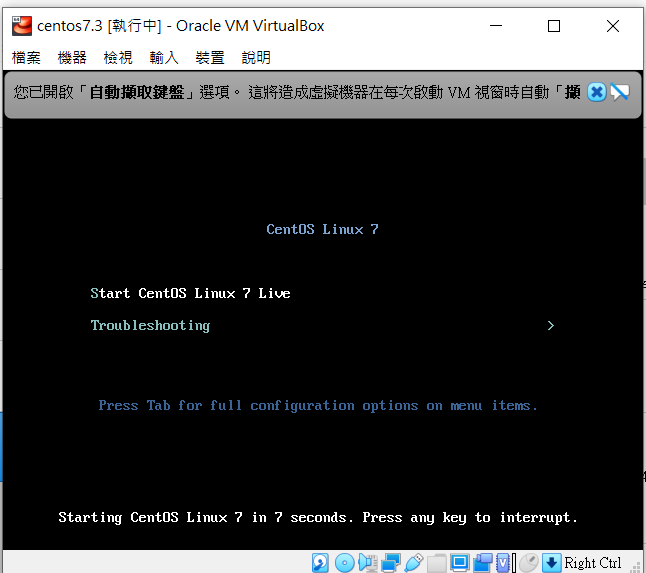 centos7.3 [執行中] - Oracle VM VirtualBox
檔案 機器 檢視 輸入 裝置 說明
您已開啟「自動擷取鍵盤」選項。 這將造成虛擬機器在每次啟動 VM 視窗時自動「擷
CentOS Linux 7
Start CentOS Linux 7 Live
Troubleshooting >
Press Tab for full configuration options on menu items.
Starting CentOS Linux 7 in 7 seconds. Press any key to interrupt.
Right Ctrl